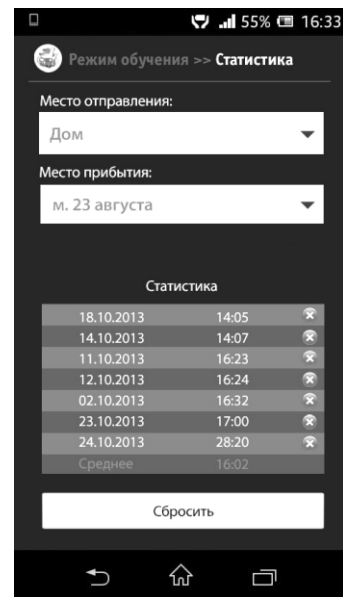 55% 16:33
Режим обучения >> Статистика
Место отправления:
Дом
Место прибытия:
м. 23 августа
Статистика
18.10.2013 14:05
14.10.2013 14:07
11.10.2013 16:23
12.10.2013 16:24
02.10.2013 16:32
23.10.2013 17:00
24.10.2013 28:20
Среднее 16:02
Сбросить